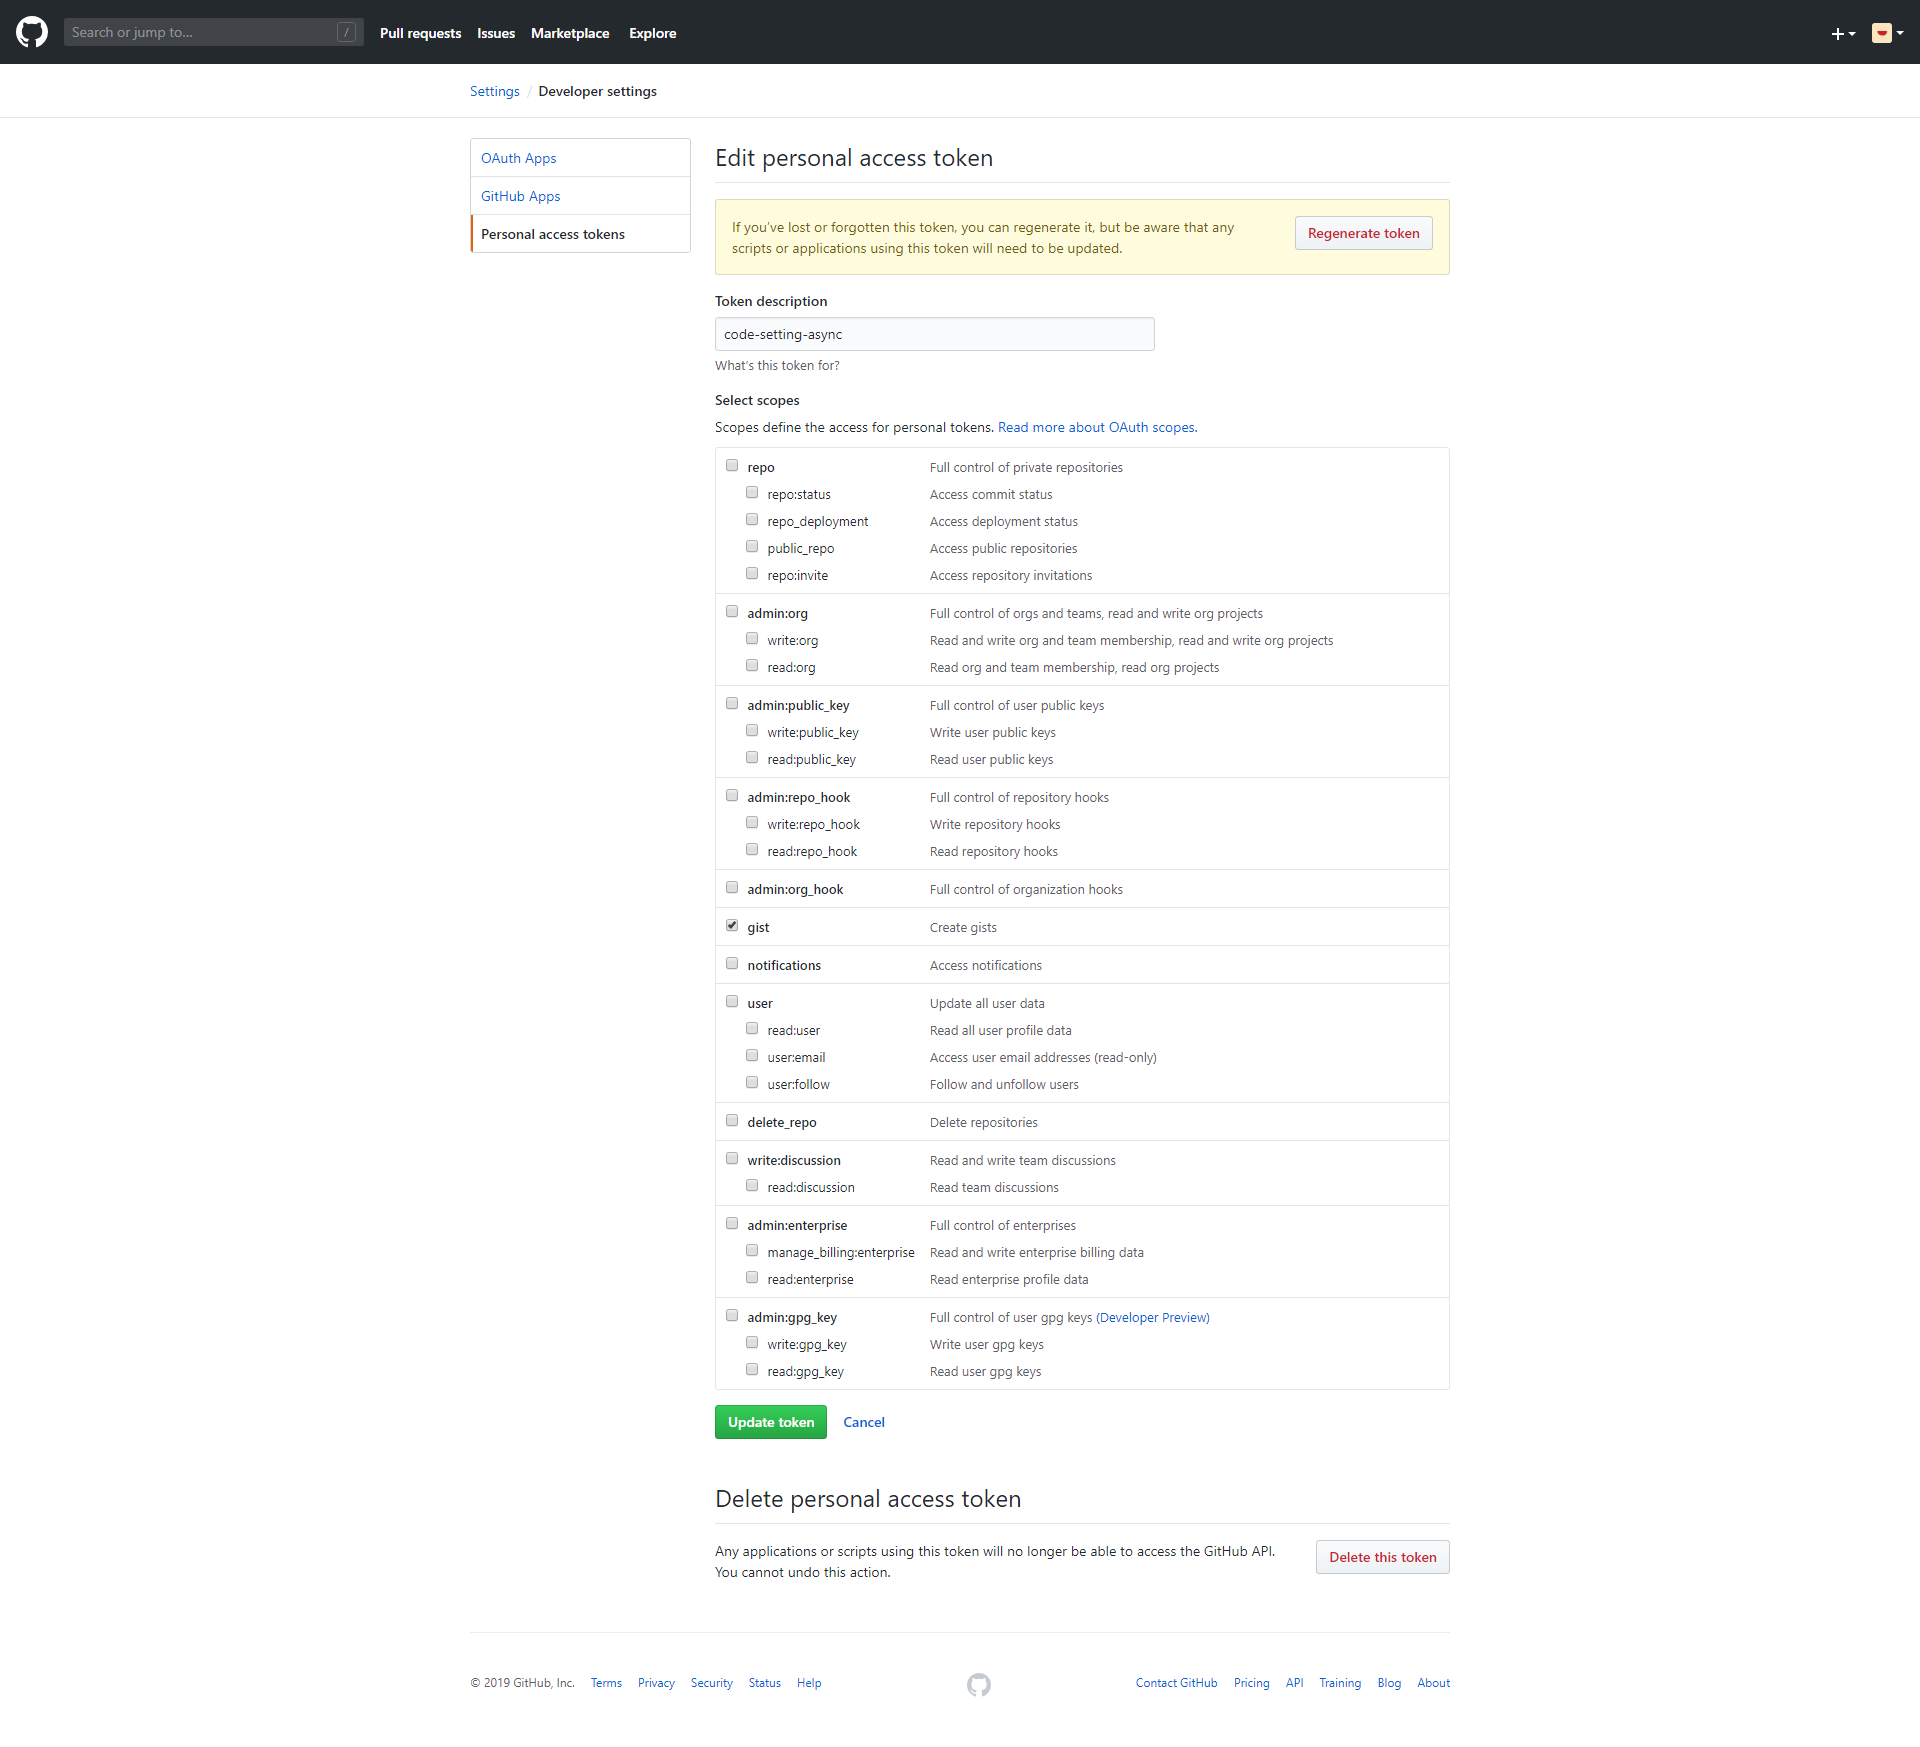 Search or jump to... /
Pull requests Issues Marketplace Explore
Settings / Developer settings
OAuth Apps
GitHub Apps
Personal access tokens
Edit personal access token
If you've lost or forgotten this token, you can regenerate it, but be aware that any
scripts or applications using this token will need to be updated.
Regenerate token
Token description
code-setting-async
What's this token for?
Select scopes
Scopes define the access for personal tokens. Read more about OAuth scopes.
repo Full control of private repositories
repo:status Access commit status
repo_deployment Access deployment status
public_repo Access public repositories
repo:invite Access repository invitations
admin:org Full control of orgs and teams, read and write org projects
write:org Read and write org and team membership, read and write org projects
read:org Read org and team membership, read org projects
admin:public_key Full control of user public keys
write:public_key Write user public keys
read:public_key Read user public keys
admin:repo_hook Full control of repository hooks
write:repo_hook Write repository hooks
read:repo_hook Read repository hooks
admin:org_hook Full control of organization hooks
gist Create gists
notifications Access notifications
user Update all user data
read:user Read all user profile data
user:email Access user email addresses (read-only)
user:follow Follow and unfollow users
delete_repo Delete repositories
write:discussion Read and write team discussions
read:discussion Read team discussions
admin:enterprise Full control of enterprises
manage_billing:enterprise Read and write enterprise billing data
read:enterprise Read enterprise profile data
admin:gpg_key Full control of user gpg keys (Developer Preview)
write:gpg_key Write user gpg keys
read:gpg_key Read user gpg keys
Update token Cancel
Delete personal access token
Any applications or scripts using this token will no longer be able to access the GitHub API.
You cannot undo this action.
Delete this token
© 2019 GitHub, Inc. Terms Privacy Security Status Help Contact GitHub Pricing API Training Blog About